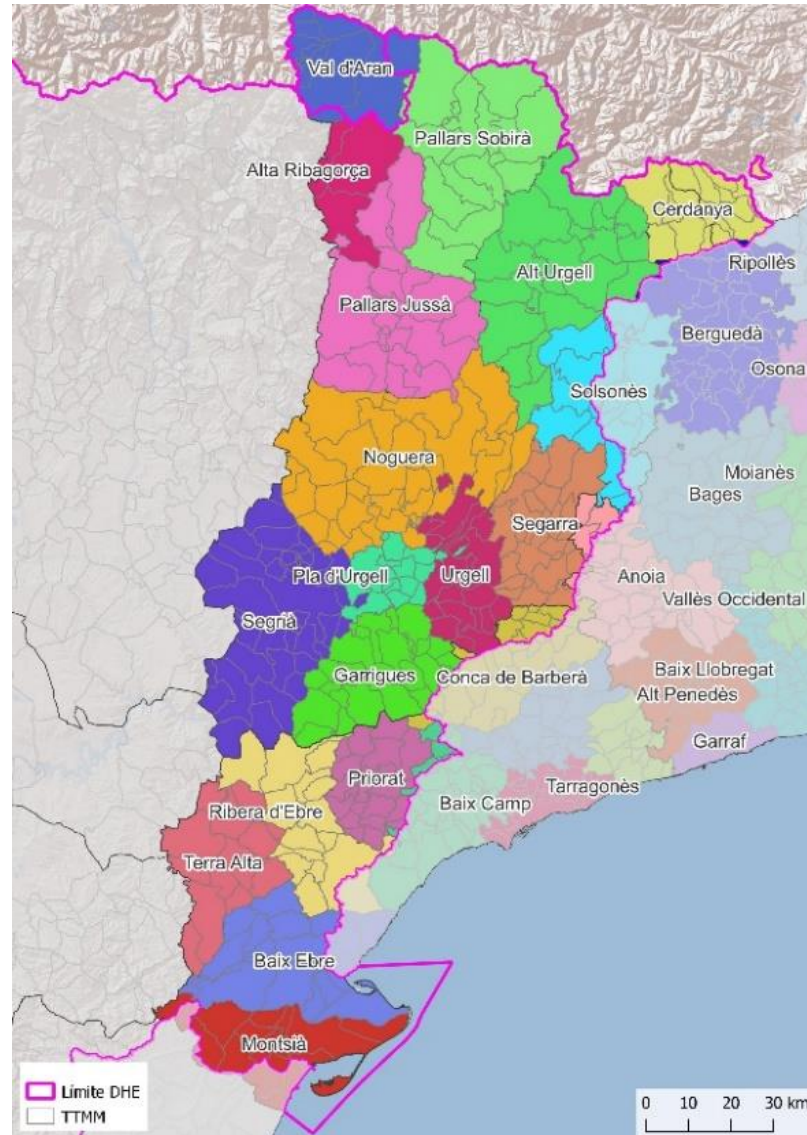 Val d'Aran
Pallars Sobirà
Alta Ribagorça
Cerdanya
Ripollès
Alt Urgell
Pallars Jussà
Berguedà
Osona
Solsonès
Noguera
Moianès
Bages
Segarra
Pla d'Urgell
Urgell
Anoia
Vallès Occidental
Segrià
Garrigues
Conca de Barberà
Baix Llobregat
Alt Penedès
Garraf
Priorat
Tarragonès
Baix Camp
Ribera d'Ebre
Terra Alta
Baix Ebre
Montsià
Límite DHE
TTMM
0 10 20 30 km